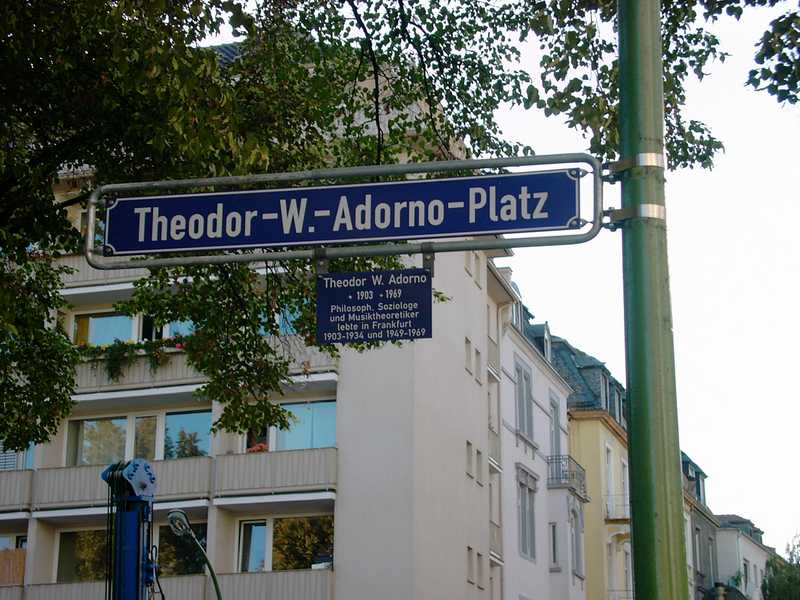 Theodor-W.-Adorno-Platz
Theodor W. Adorno
* 1903 + 1969
Philosoph, Soziologe
und Musiktheoretiker
lebte in Frankfurt
1903-1934 und 1949-1969